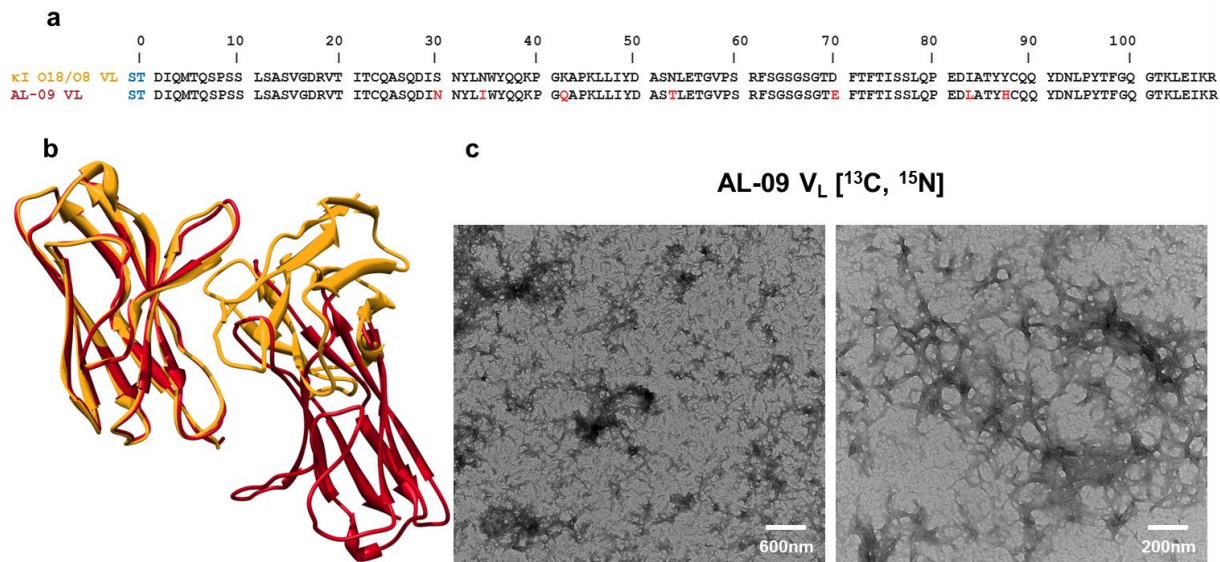 a
0 10 20 30 40 50 60 70 80 90 100
κI O18/O8 VL ST DIQMTQSPSS LSASVGDRVT ITCQASQDIS NYLNWYQQKP GKAPKLLIYD ASNLETGVPS RFSGSGSGTD FTFTISSLQP EDIATYYCQQ YDNLPYTFGQ GTKLEIKR
AL-09 VL ST DIQMTQSPSS LSASVGDRVT ITCQASQDIN NYLIWYQQKP GQAPKLLIYD ASTLETGVPS RFSGSGSGTE FTFTISSLQP EDLATYHCQQ YDNLPYTFGQ GTKLEIKR
b
c
AL-09 VL [13C, 15N]
600nm
200nm